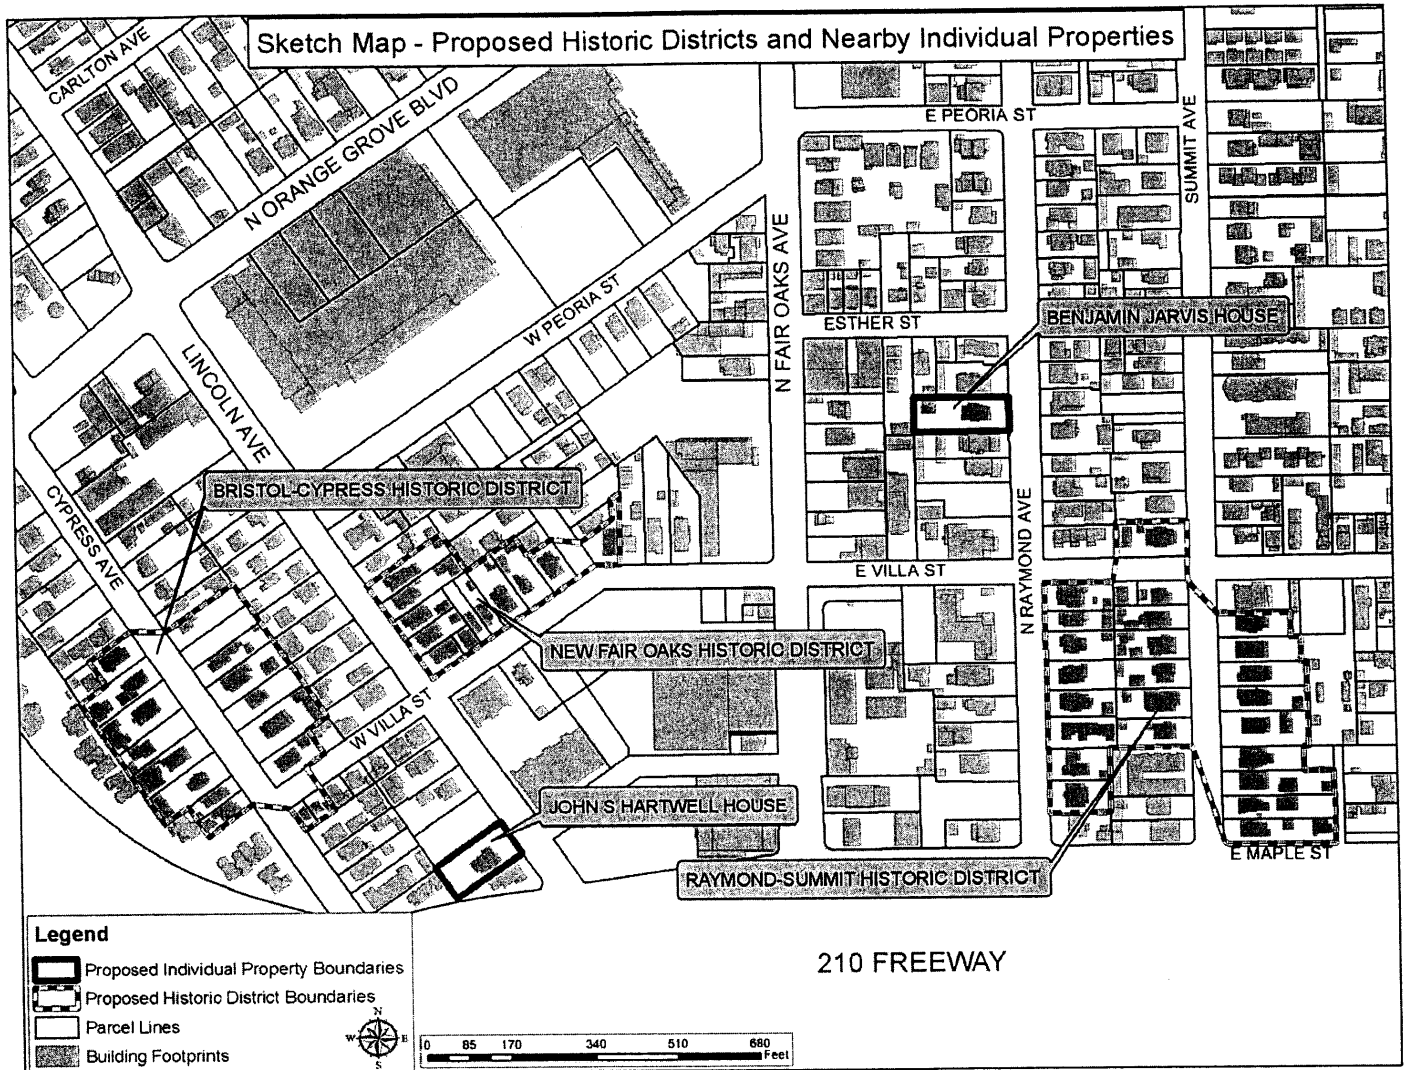 Sketch Map - Proposed Historic Districts and Nearby Individual Properties
CARLTON AVE
N ORANGE GROVE BLVD
E PEORIA ST
SUMMIT AVE
N FAIR OAKS AVE
W PEORIA ST
ESTHER ST
BENJAMIN JARVIS HOUSE
LINCOLN AVE
CYPRESS AVE
BRISTOL-CYPRESS HISTORIC DISTRICT
N RAYMOND AVE
E VILLA ST
NEW FAIR OAKS HISTORIC DISTRICT
W VILLA ST
JOHN S HARTWELL HOUSE
E MAPLE ST
RAYMOND-SUMMIT HISTORIC DISTRICT
210 FREEWAY
Legend
Proposed Individual Property Boundaries
Proposed Historic District Boundaries
Parcel Lines
Building Footprints
N
W E
S
0 85 170 340 510 680
Feet